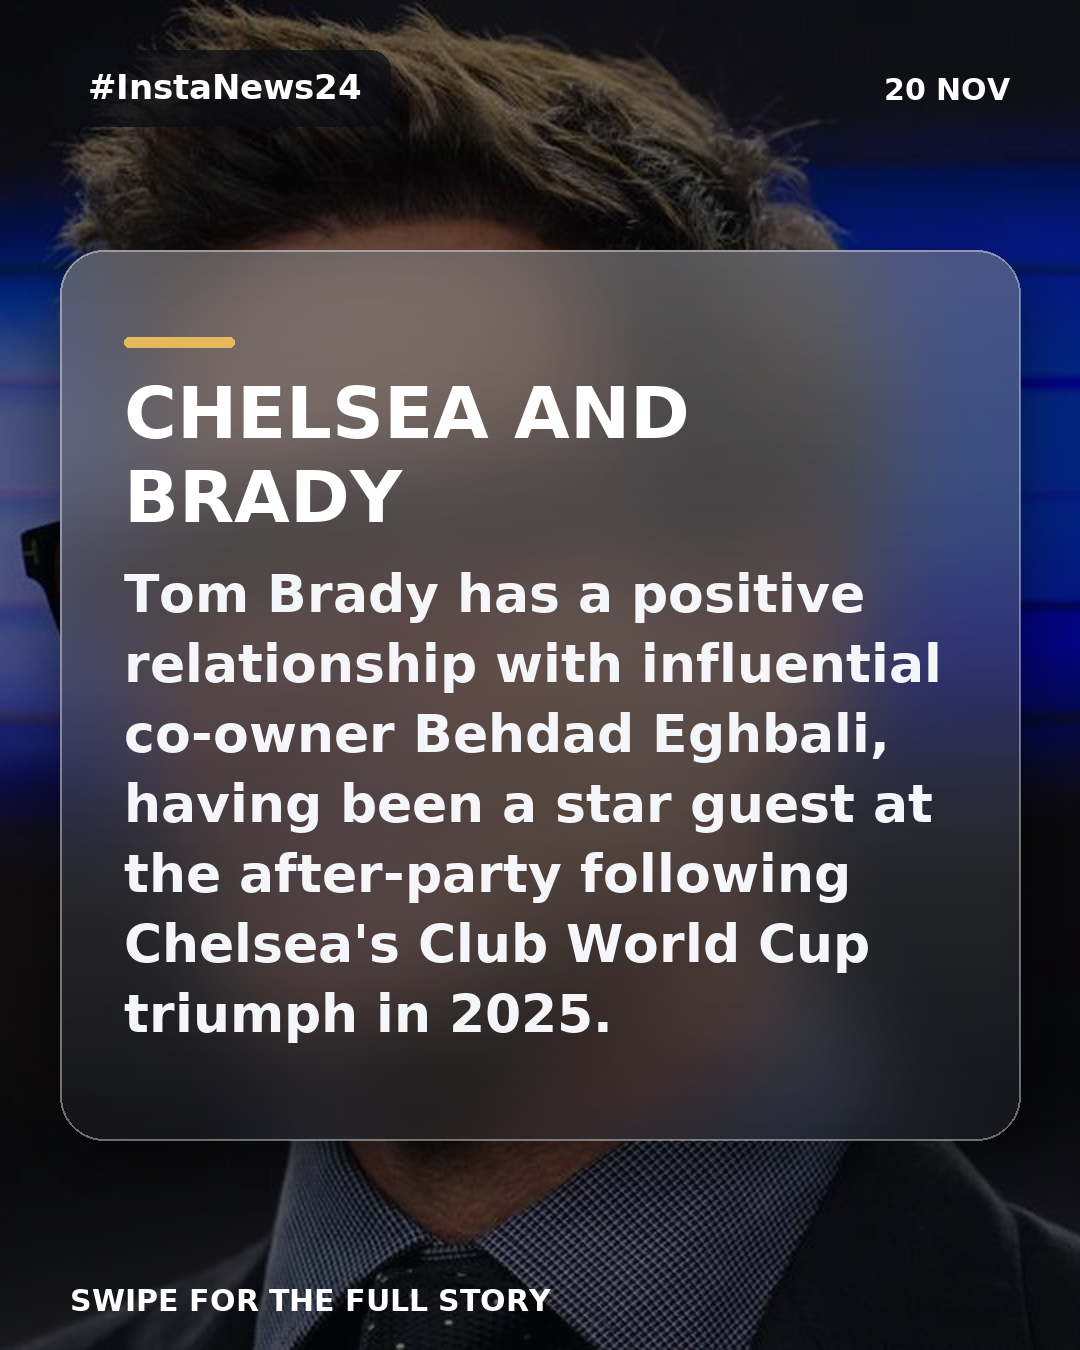 #InstaNews24
20 NOV
CHELSEA AND
BRADY
Tom Brady has a positive
relationship with influential
co-owner Behdad Eghbali,
having been a star guest at
the after-party following
Chelsea's Club World Cup
triumph in 2025.
SWIPE FOR THE FULL STORY